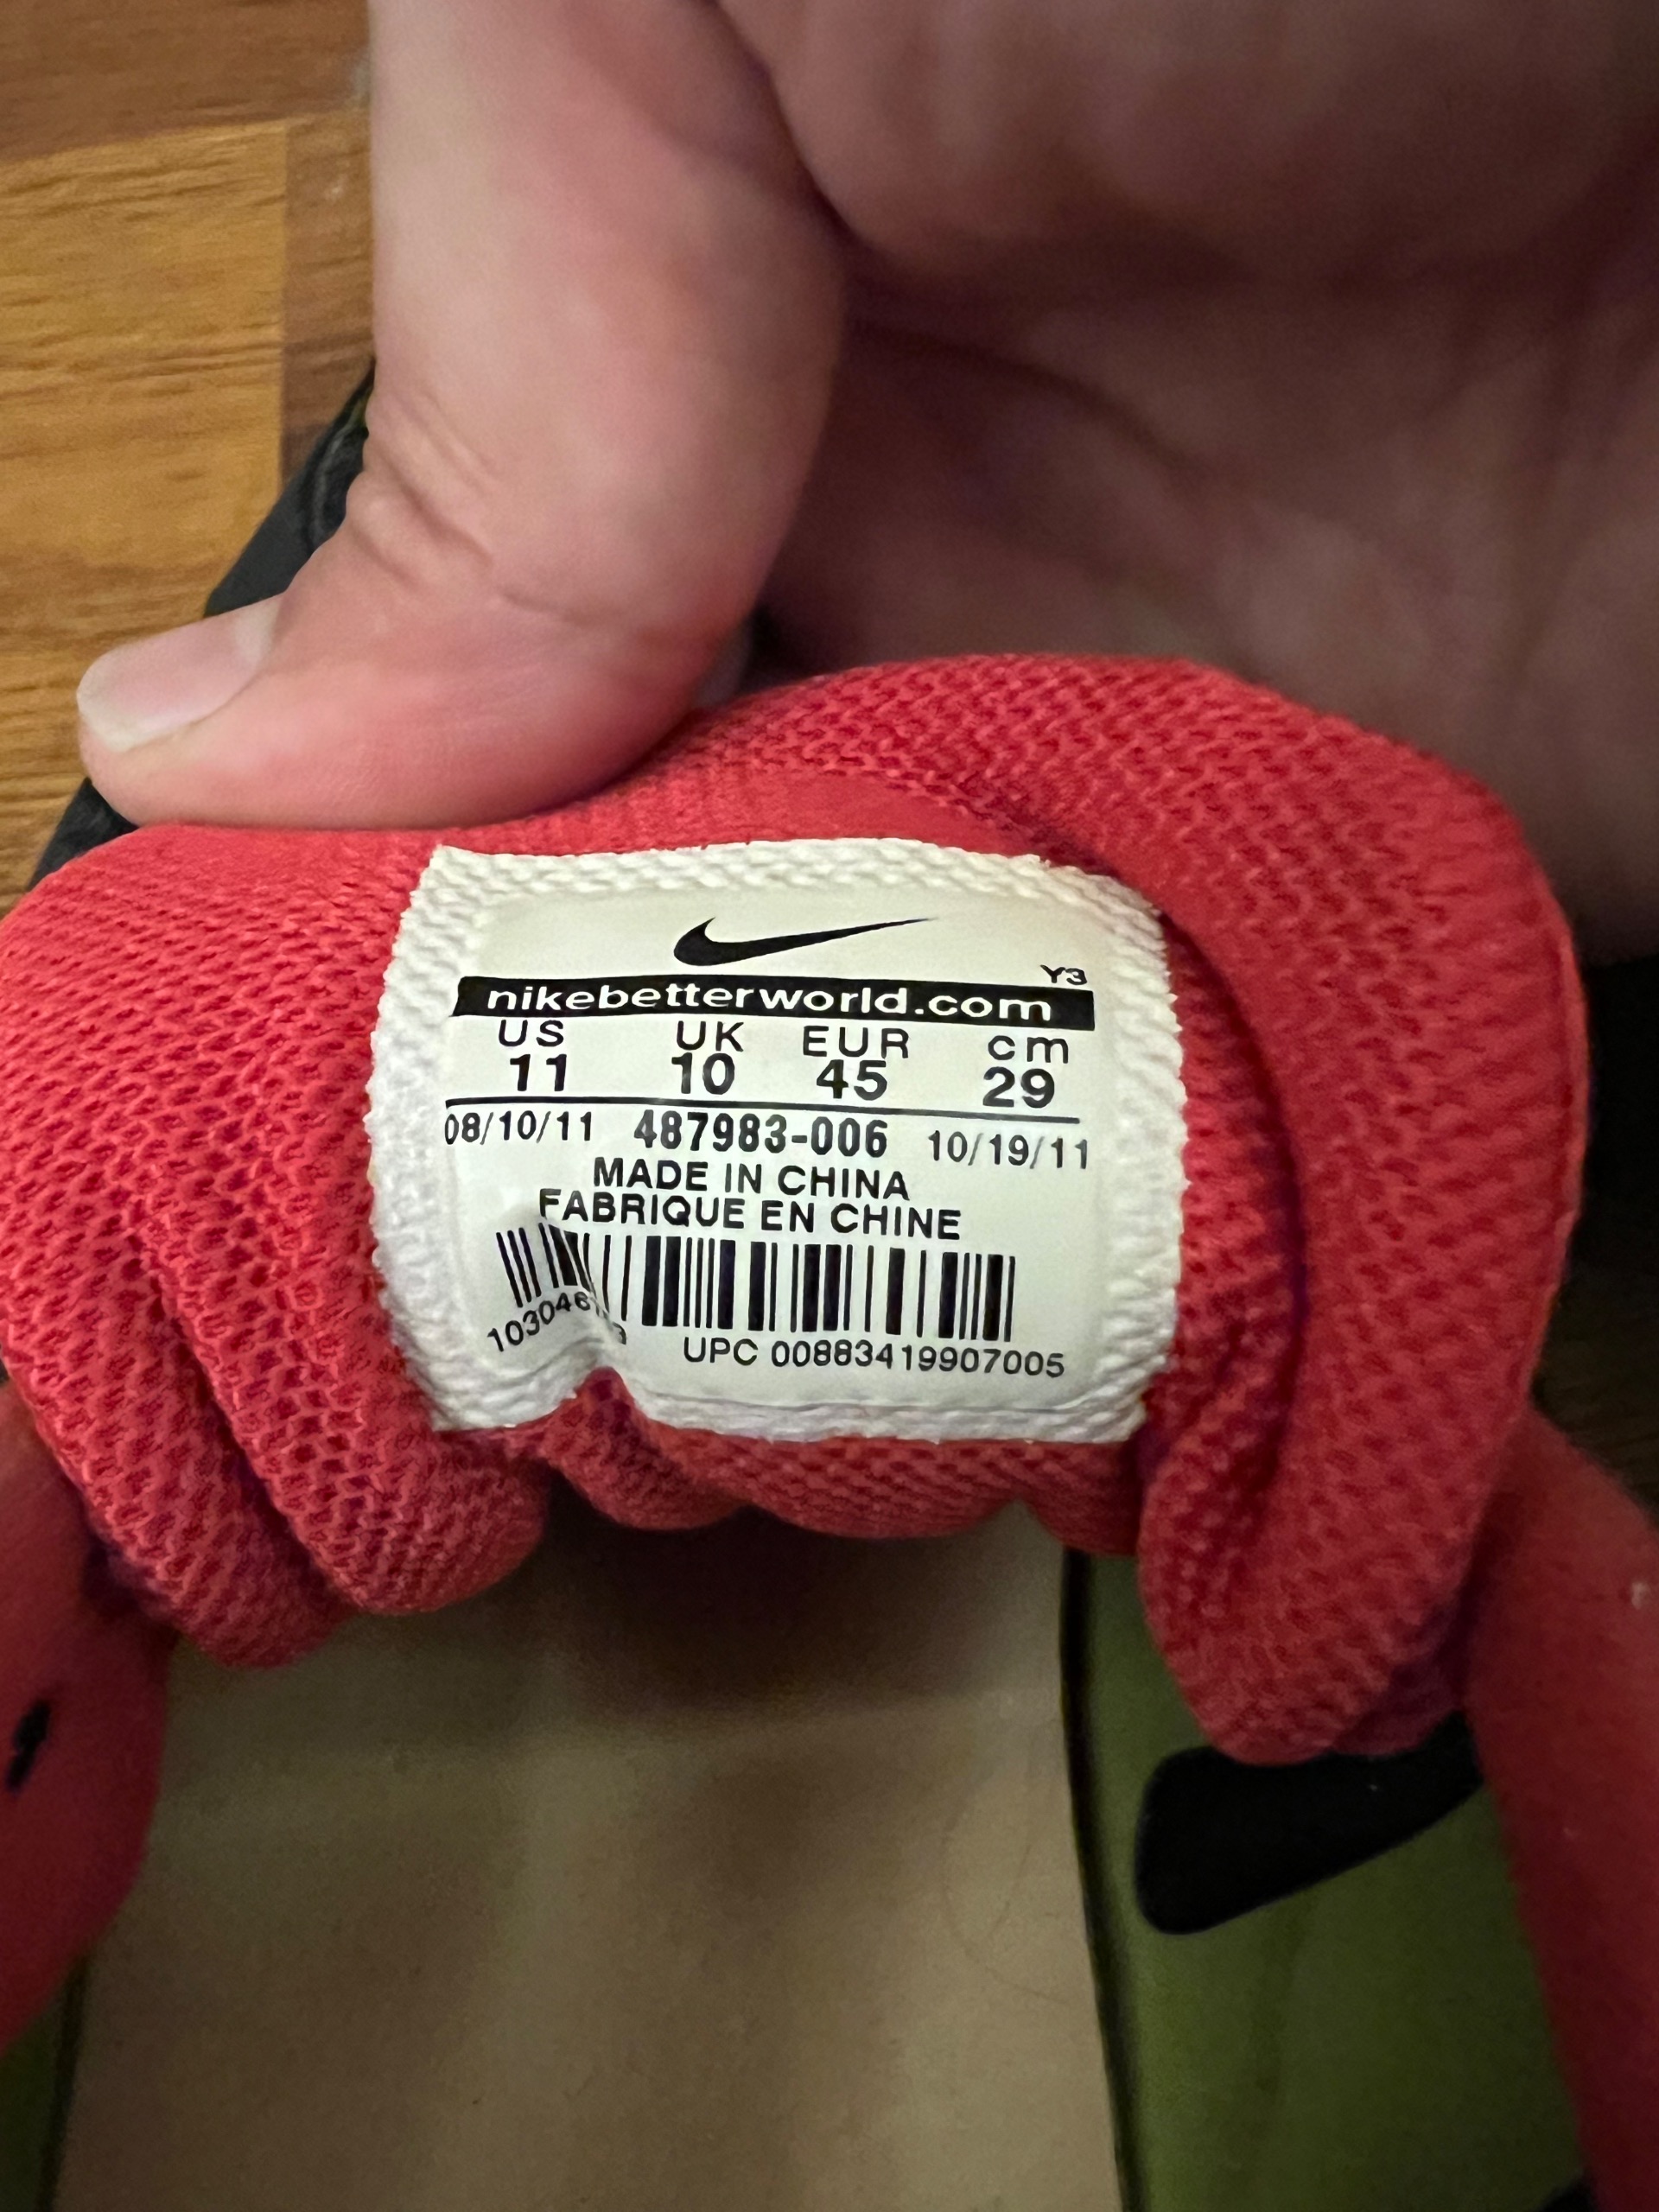 Y3
nikebetterworld.com
US UK EUR cm
11 10 45 29
08/10/11 487983-006 10/19/11
MADE IN CHINA
FABRIQUE EN CHINE
UPC 00883419907005